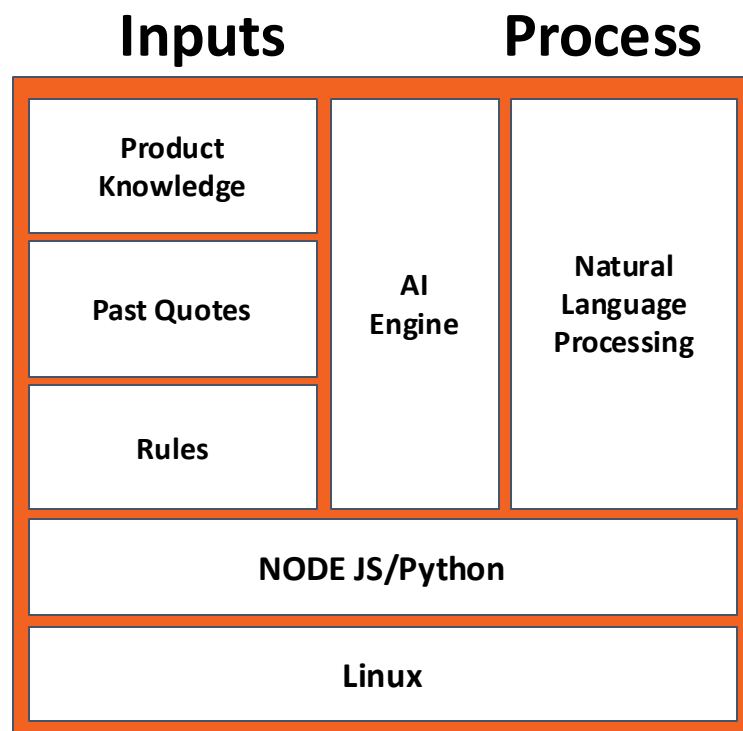 Inputs
Process
Product
Knowledge
Past Quotes
Rules
AI
Engine
Natural
Language
Processing
NODE JS/Python
Linux